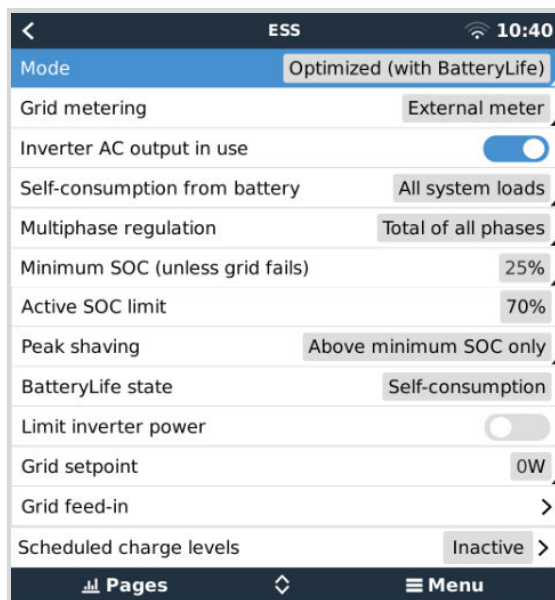 ESS 10:40
Mode Optimized (with BatteryLife)
Grid metering External meter
Inverter AC output in use
Self-consumption from battery All system loads
Multiphase regulation Total of all phases
Minimum SOC (unless grid fails) 25%
Active SOC limit 70%
Peak shaving Above minimum SOC only
BatteryLife state Self-consumption
Limit inverter power
Grid setpoint 0W
Grid feed-in
Scheduled charge levels Inactive
Pages Menu